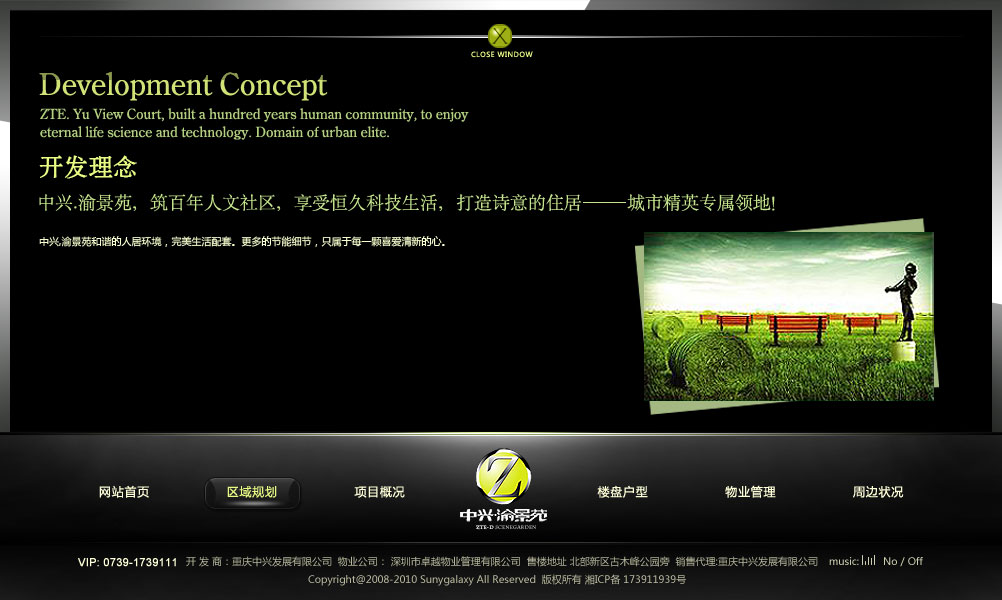 CLOSE WINDOW
Development Concept
ZTE. Yu View Court, built a hundred years human community, to enjoy
eternal life science and technology. Domain of urban elite.
开发理念
中兴.渝景苑，筑百年人文社区，享受恒久科技生活，打造诗意的住居——城市精英专属领地!
中兴.渝景苑和谐的人居环境，完美生活配套。更多的节能细节，只属于每一颗喜爱清新的心。
网站首页 区域规划 项目概况 楼盘户型 物业管理 周边状况
中兴·渝景苑
ZTE-D SCENEGARDEN
VIP: 0739-1739111 开 发 商：重庆中兴发展有限公司 物业公司： 深圳市卓越物业管理有限公司 售楼地址 北部新区古木峰公园旁 销售代理:重庆中兴发展有限公司 music: No / Off
Copyright@2008-2010 Sunygalaxy All Reserved 版权所有 湘ICP备 173911939号